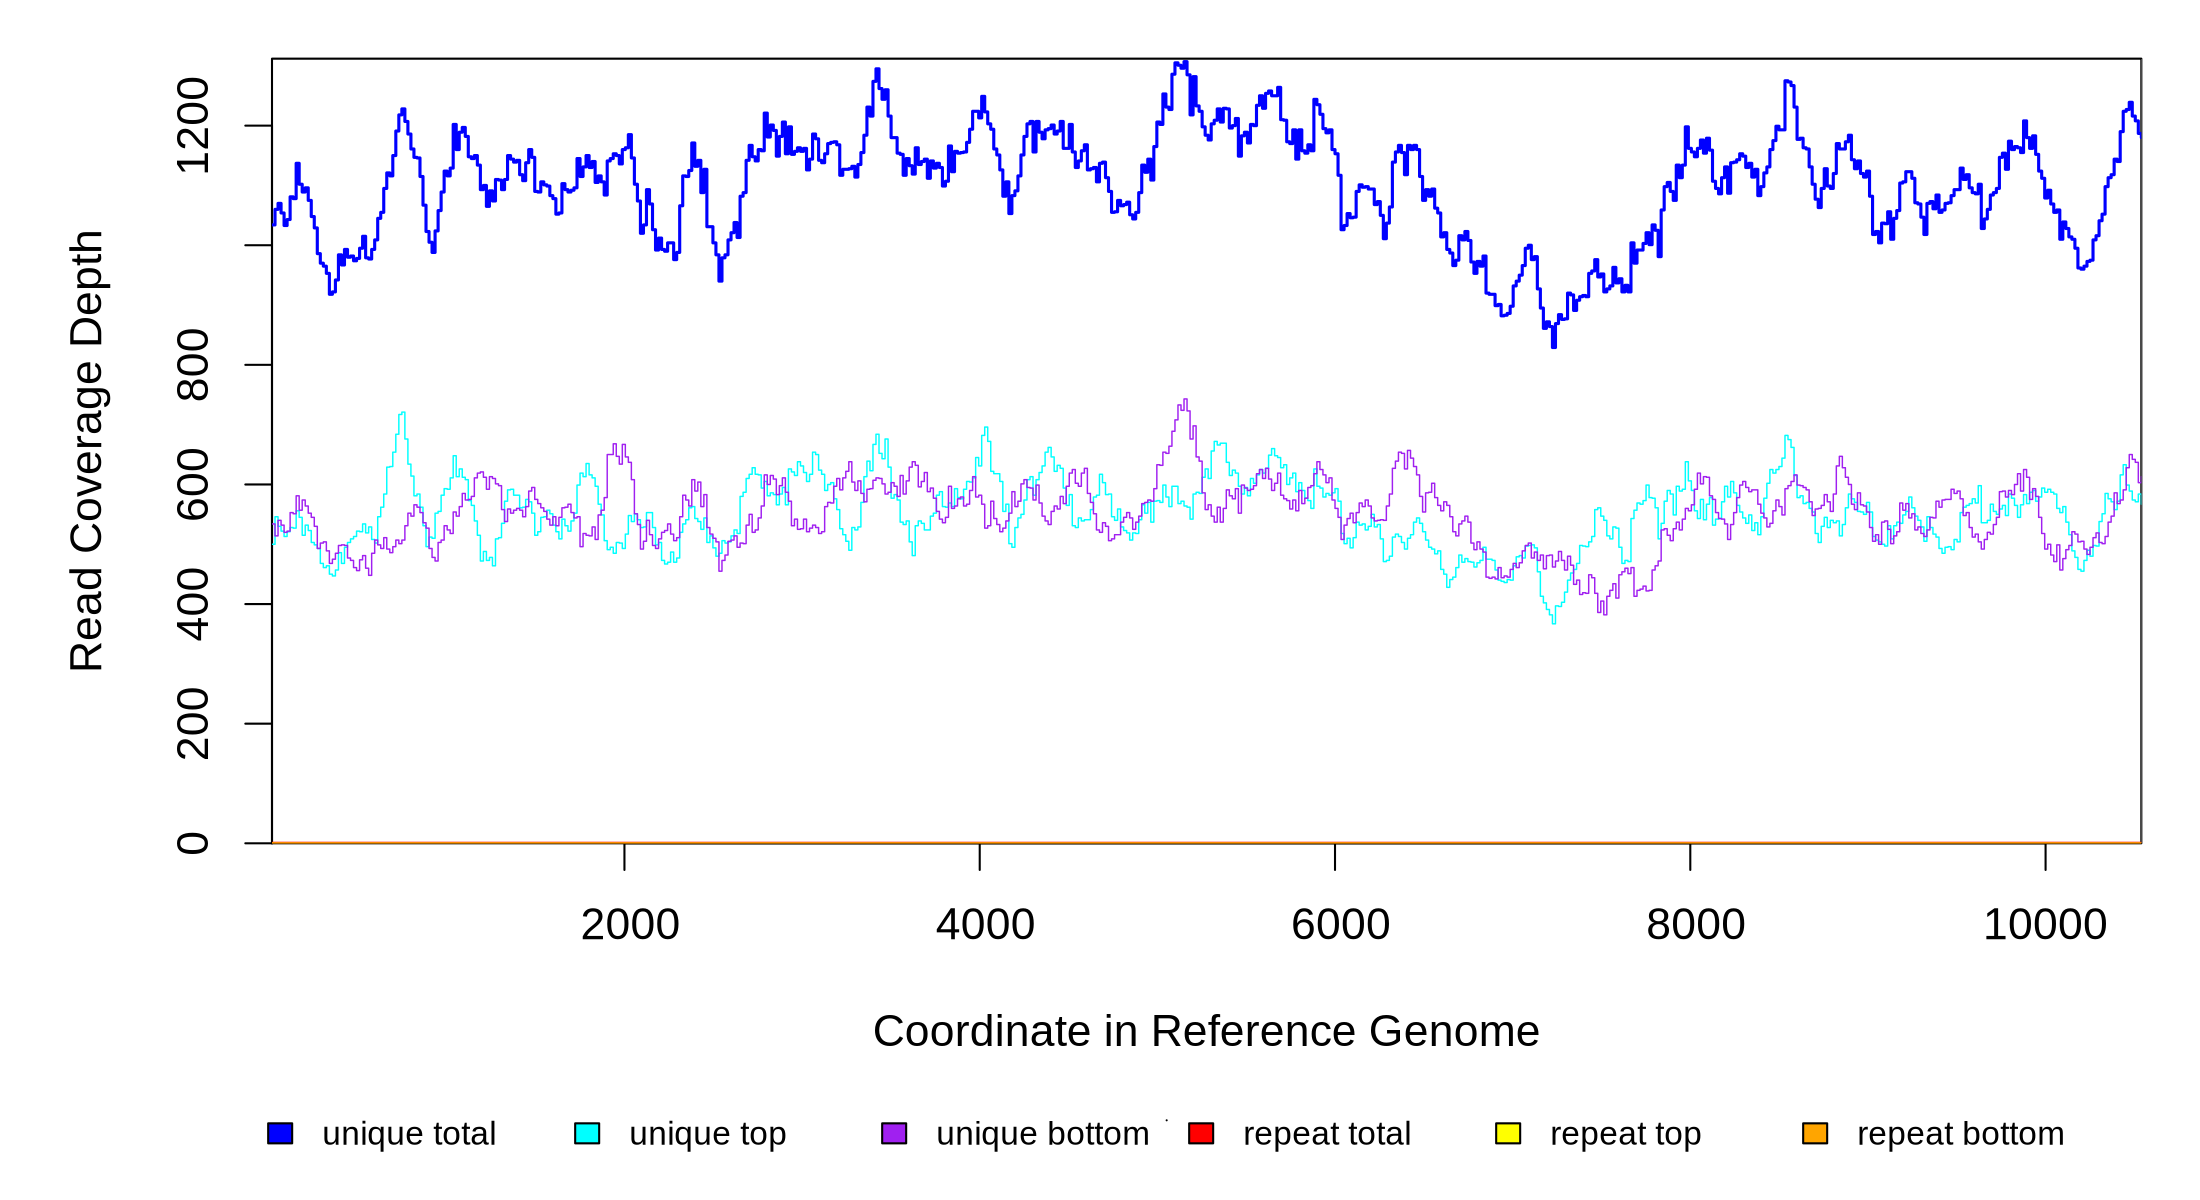 Read Coverage Depth
1200
800
600
400
200
0
2000 4000 6000 8000 10000
Coordinate in Reference Genome
unique total unique top unique bottom repeat total repeat top repeat bottom